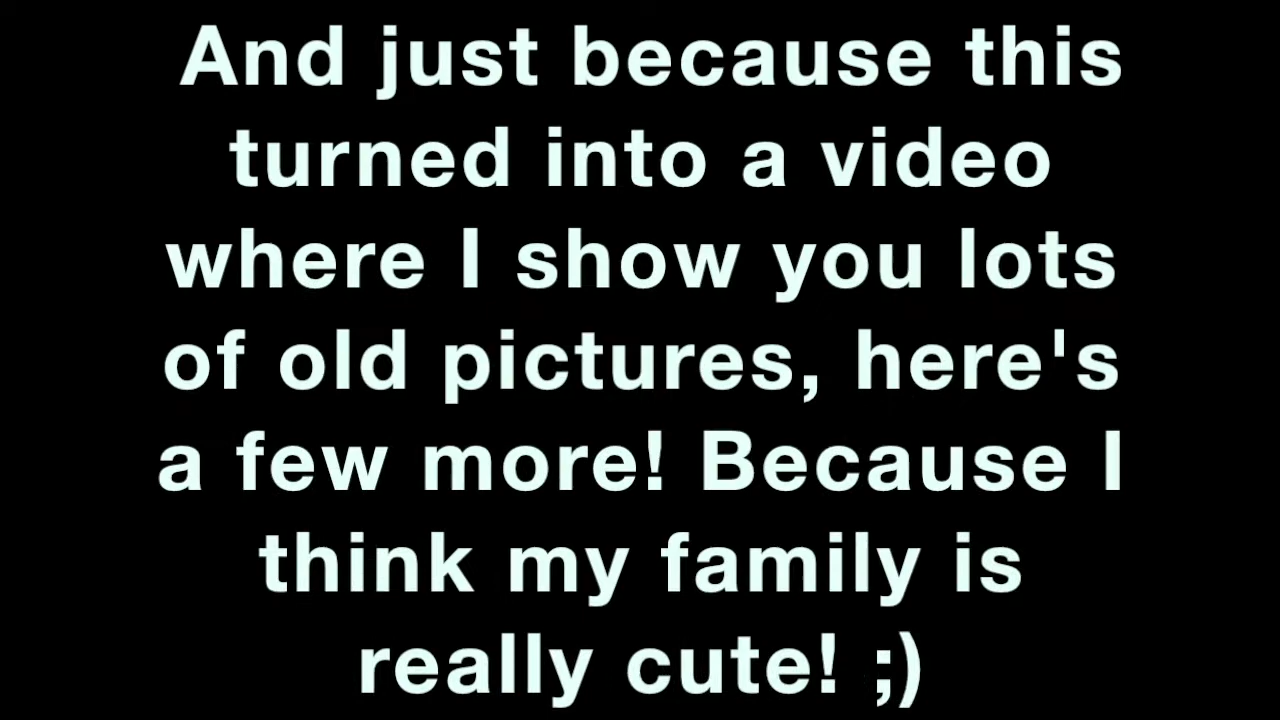 And just because this
turned into a video
where I show you lots
of old pictures, here's
a few more! Because I
think my family is
really cute! ;)